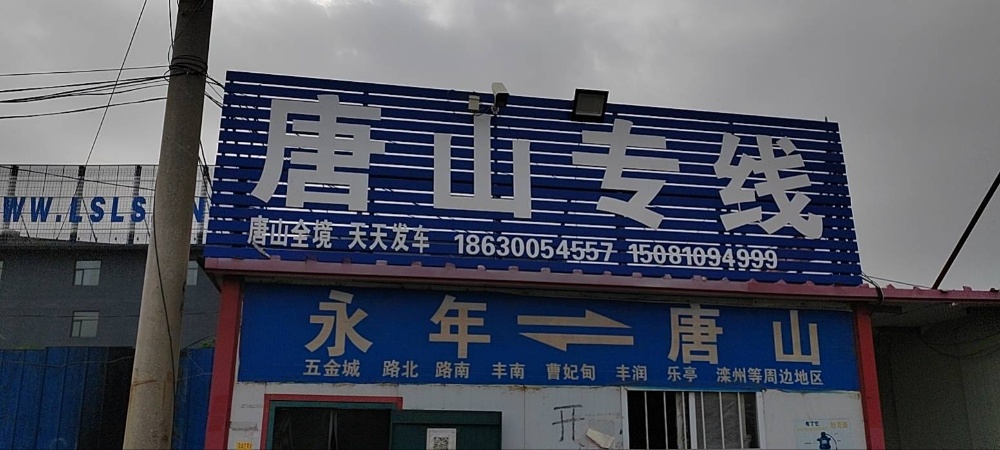 唐山专线
唐山全境 天天发车 18630054557 15081094999
永年 ⇌ 唐山
五金城 路北 路南 丰南 曹妃甸 丰润 乐亭 滦州等周边地区
WW.LSLS
开